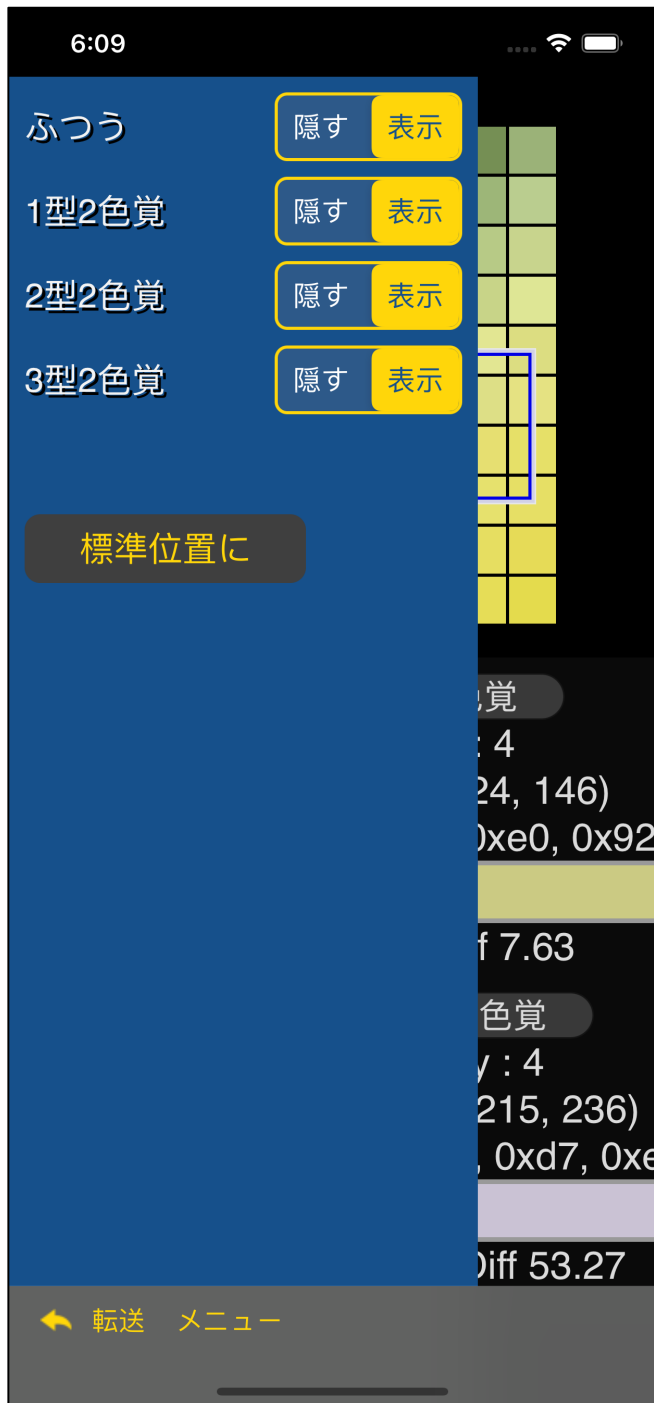 6:09
ふつう 隠す 表示
1型2色覚 隠す 表示
2型2色覚 隠す 表示
3型2色覚 隠す 表示
標準位置に
覚
: 4
24, 146)
0xe0, 0x92
f 7.63
色覚
y : 4
215, 236)
, 0xd7, 0xe
Diff 53.27
転送 メニュー